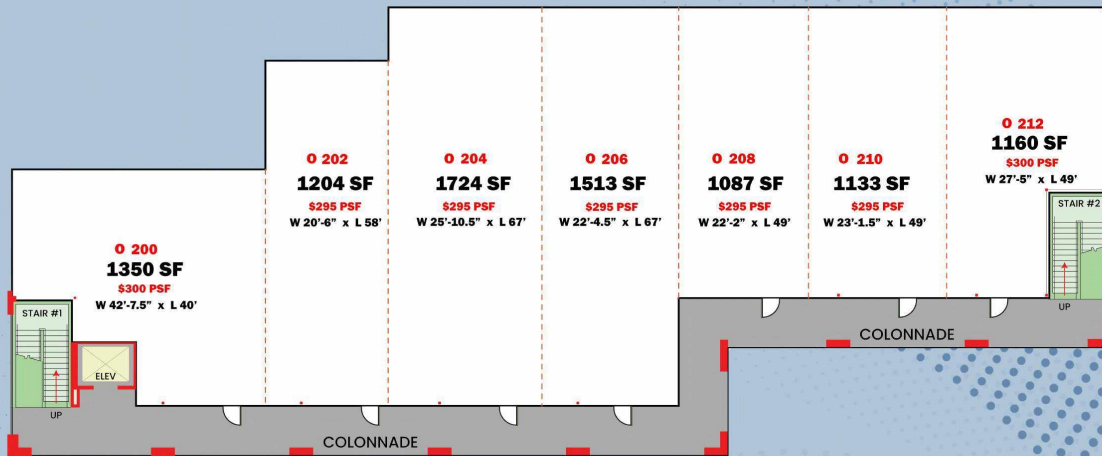 O 200
1350 SF
$300 PSF
W 42'-7.5” x L 40'
STAIR #1
UP
ELEV
O 202
1204 SF
$295 PSF
W 20'-6” x L 58'
O 204
1724 SF
$295 PSF
W 25'-10.5” x L 67'
O 206
1513 SF
$295 PSF
W 22'-4.5” x L 67'
O 208
1087 SF
$295 PSF
W 22'-2” x L 49'
O 210
1133 SF
$295 PSF
W 23'-1.5” x L 49'
O 212
1160 SF
$300 PSF
W 27'-5” x L 49'
STAIR #2
UP
COLONNADE
COLONNADE